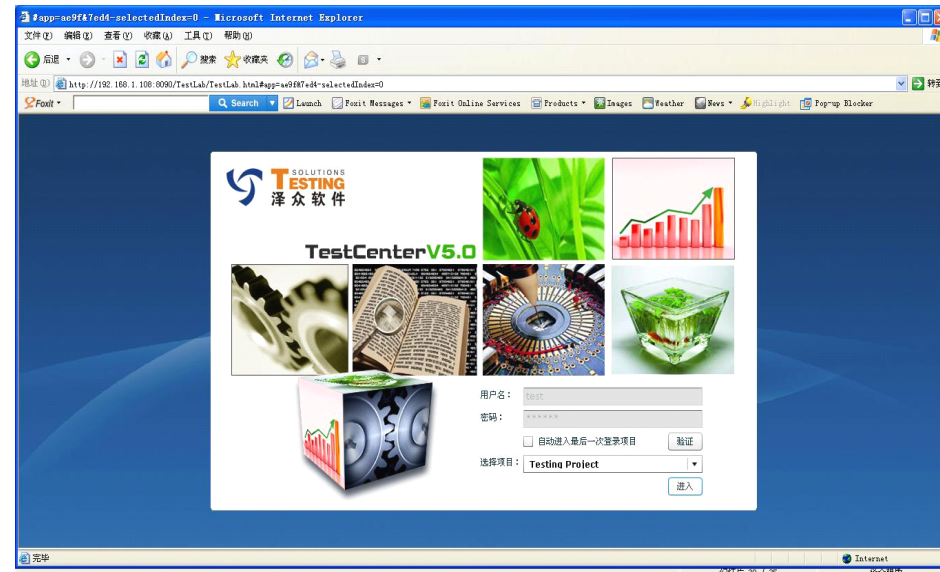 #app=ae9f&7ed4-selectedIndex=0 - Microsoft Internet Explorer
文件(F) 编辑(E) 查看(V) 收藏(A) 工具(T) 帮助(H)
后退 搜索 收藏夹
地址(D) http://192.168.1.108:8090/TestLab/TestLab.html#app=ae9f&7ed4-selectedIndex=0 转到
Foxit Search Launch Foxit Messages Foxit Online Services Products Images Weather News Highlight Pop-up Blocker
SOLUTIONS
TESTING
泽众软件
TestCenterV5.0
用户名： test
密码： ******
自动进入最后一次登录项目 验证
选择项目： Testing Project
进入
完毕 Internet